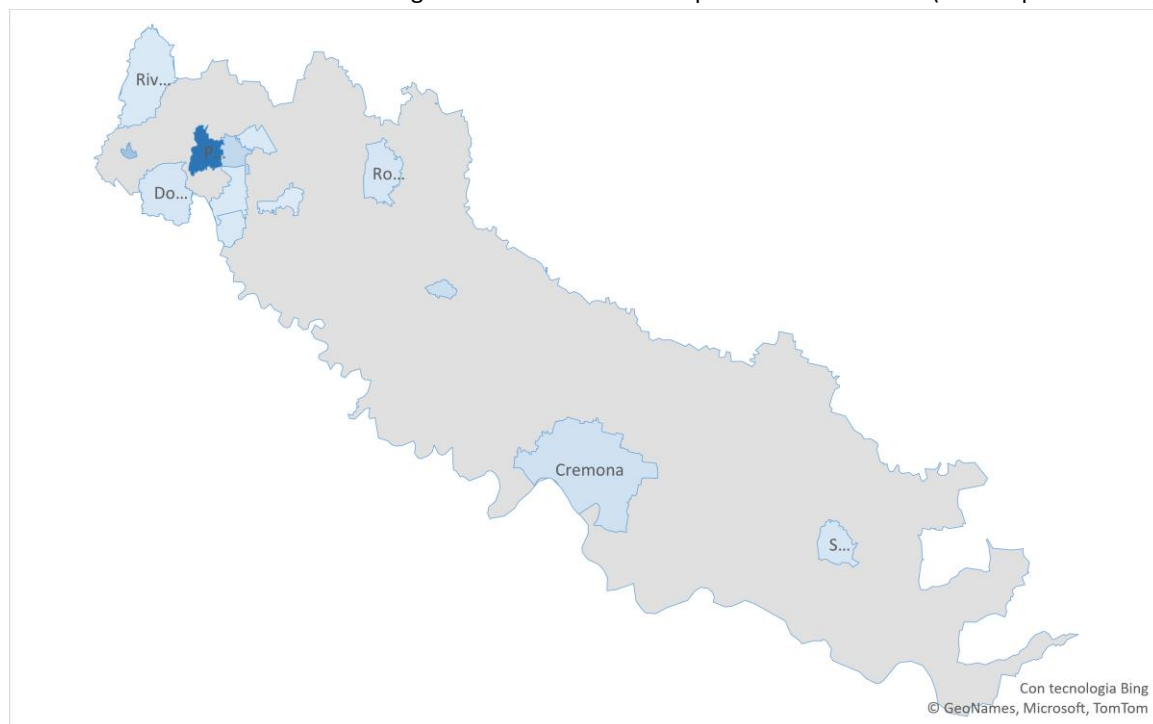 Riv...
P...
Do...
Ro...
Cremona
S...
Con tecnologia Bing
© GeoNames, Microsoft, TomTom